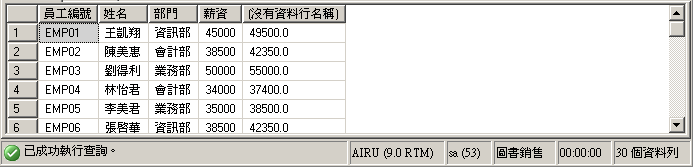 員工編號 姓名 部門 薪資 (沒有資料行名稱)
1 EMP01 王凱翔 資訊部 45000 49500.0
2 EMP02 陳美惠 會計部 38500 42350.0
3 EMP03 劉得利 業務部 50000 55000.0
4 EMP04 林怡君 會計部 34000 37400.0
5 EMP05 李美君 業務部 35000 38500.0
6 EMP06 張啓華 資訊部 38500 42350.0
已成功執行查詢。 AIRU (9.0 RTM) sa (53) 圖書銷售 00:00:00 30 個資料列